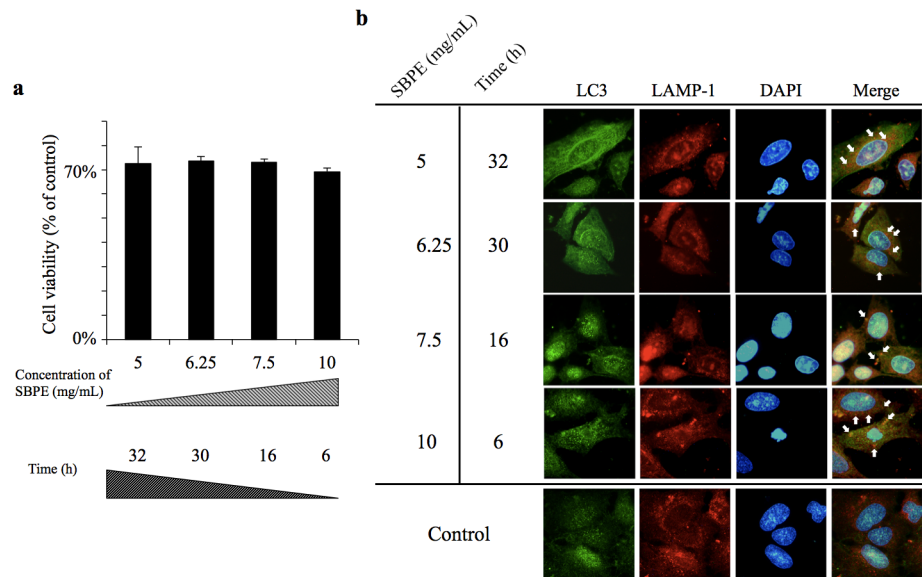 a
Cell viability (% of control)
70%
0%
5 6.25 7.5 10
Concentration of
SBPE (mg/mL)
32 30 16 6
Time (h)
b
SBPE (mg/mL)
Time (h)
LC3 LAMP-1 DAPI Merge
5 32
6.25 30
7.5 16
10 6
Control